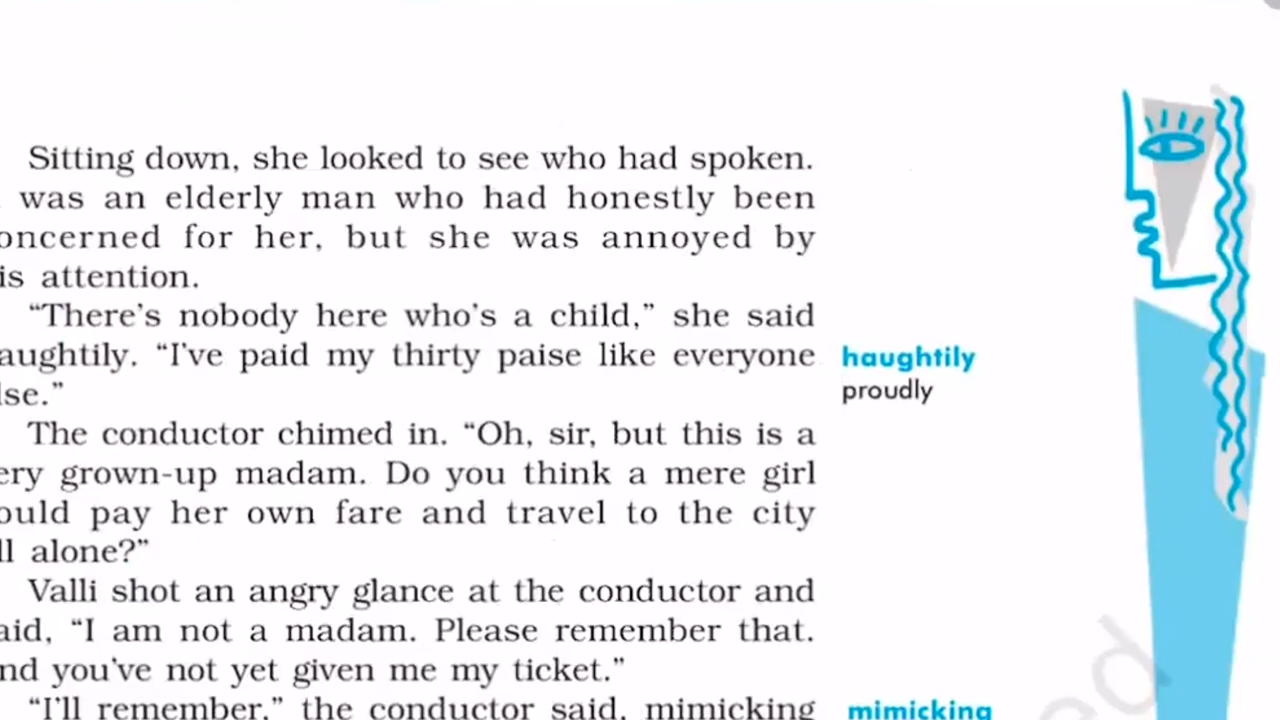 Sitting down, she looked to see who had spoken.
was an elderly man who had honestly been
oncerned for her, but she was annoyed by
is attention.
“There’s nobody here who’s a child,” she said
aughtily. “I’ve paid my thirty paise like everyone
lse.”
haughtily
proudly
The conductor chimed in. “Oh, sir, but this is a
ery grown-up madam. Do you think a mere girl
ould pay her own fare and travel to the city
ll alone?”
Valli shot an angry glance at the conductor and
aid, “I am not a madam. Please remember that.
nd you’ve not yet given me my ticket.”
“I’ll remember,” the conductor said, mimicking
mimicking